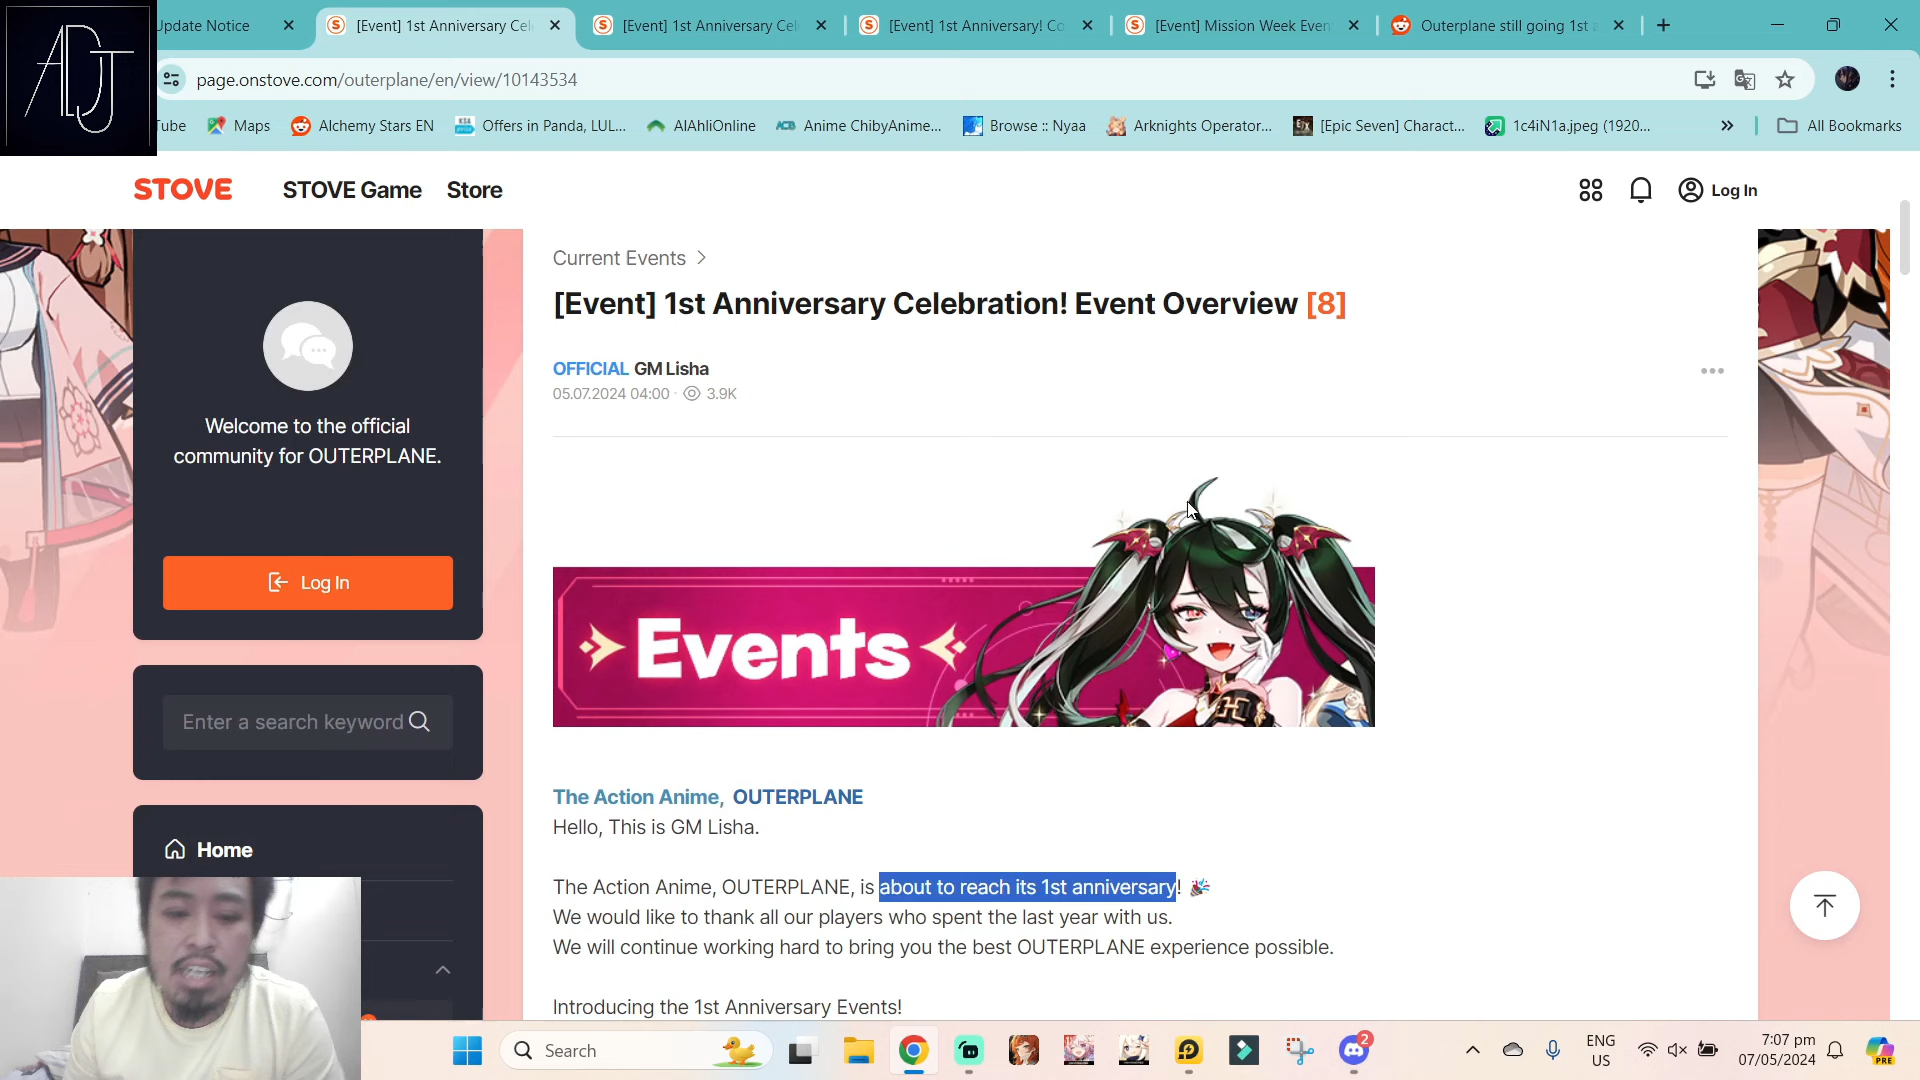 Update Notice
[Event] 1st Anniversary Cel
[Event] 1st Anniversary Cel
[Event] 1st Anniversary! Co
[Event] Mission Week Even
Outerplane still going 1st a
page.onstove.com/outerplane/en/view/10143534
Tube
Maps
Alchemy Stars EN
Offers in Panda, LUL...
AlAhliOnline
Anime ChibyAnime...
Browse :: Nyaa
Arknights Operator...
[Epic Seven] Charact...
1c4iN1a.jpeg (1920...
All Bookmarks
ADJT
STOVE
STOVE Game
Store
Log In
Current Events
[Event] 1st Anniversary Celebration! Event Overview [8]
OFFICIAL GM Lisha
05.07.2024 04:00 · 3.9K
Welcome to the official
community for OUTERPLANE.
Log In
Enter a search keyword
Home
Events
The Action Anime, OUTERPLANE
Hello, This is GM Lisha.
The Action Anime, OUTERPLANE, is about to reach its 1st anniversary! 🎉
We would like to thank all our players who spent the last year with us.
We will continue working hard to bring you the best OUTERPLANE experience possible.
Introducing the 1st Anniversary Events!
Search
2
ENG
US
7:07 pm
07/05/2024
PRE